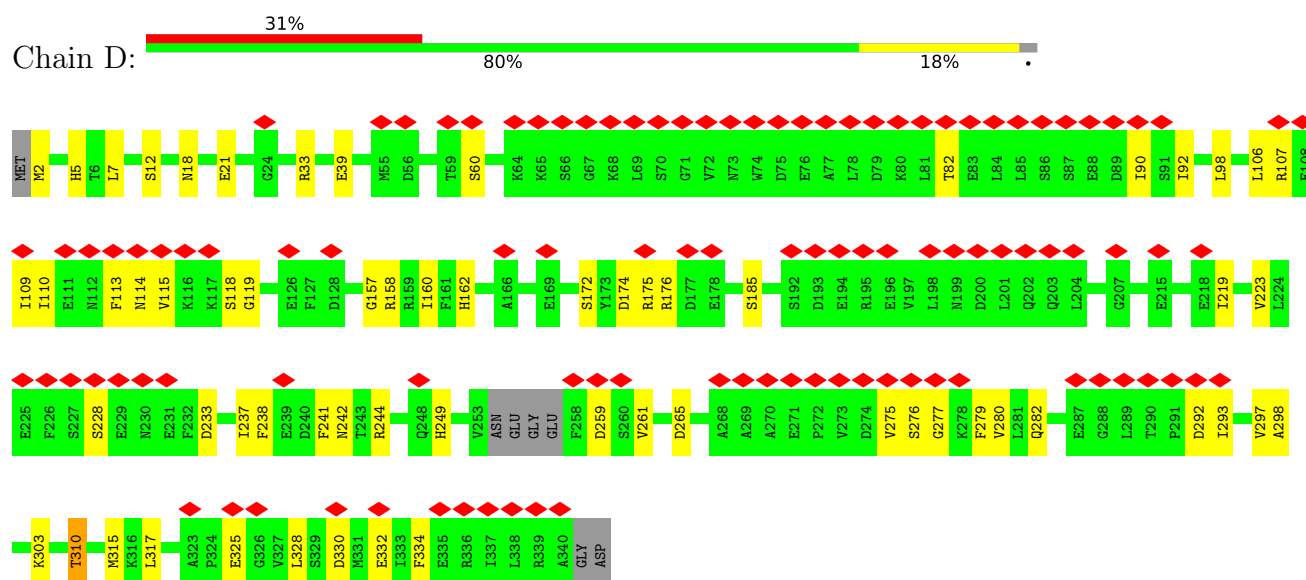 31%
Chain D:
80% 18% •
MET M2 H5 T6 L7 S12 N18 E21 G24 R33 E39 M55 D56 T59 S60 K64 K65 S66 G67 K68 L69 S70 G71 V72 N73 W74 D75 E76 A77 L78 D79 K80 L81 T82 E83 L84 L85 S86 S87 E88 D89 I90 S91 I92 L98 L106 R107 E108
I109 I110 E111 N112 F113 N114 V115 K116 K117 S118 G119 E126 F127 D128 G157 R158 R159 I160 F161 H162 A166 E169 S172 Y173 D174 R175 R176 D177 E178 S185 S192 D193 E194 R195 E196 V197 L198 N199 D200 L201 Q202 Q203 L204 G207 E215 E218 I219 V223 L224
E225 F226 S227 S228 E229 N230 E231 F232 D233 I237 F238 E239 D240 F241 N242 T243 R244 Q248 H249 V253 ASN GLU GLY GLU F258 D259 S260 V261 D265 A268 A269 A270 E271 P272 V273 D274 V275 S276 G277 K278 F279 V280 L281 Q282 E287 G288 L289 T290 P291 D292 I293 V297 A298
K303 T310 M315 K316 L317 A323 P324 E325 G326 V327 L328 S329 D330 M331 E332 I333 F334 E335 R336 I337 L338 R339 A340 GLY ASP